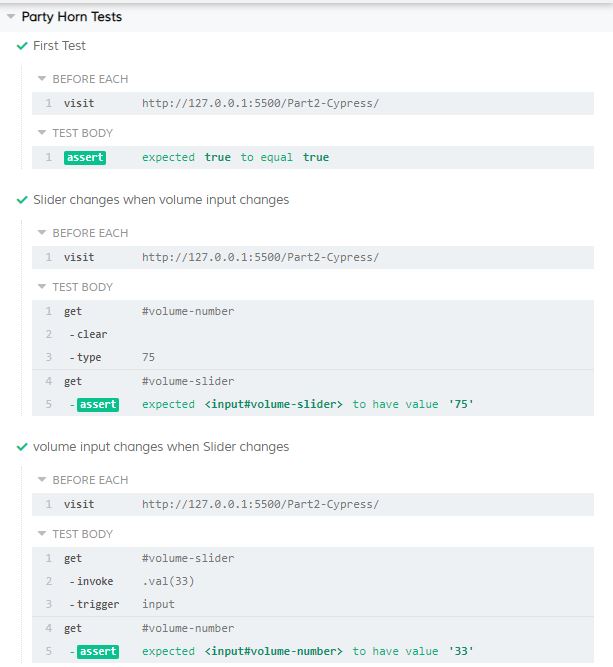 Party Horn Tests
First Test
BEFORE EACH
1 visit http://127.0.0.1:5500/Part2-Cypress/
TEST BODY
1 assert expected true to equal true
Slider changes when volume input changes
BEFORE EACH
1 visit http://127.0.0.1:5500/Part2-Cypress/
TEST BODY
1 get #volume-number
2 -clear
3 -type 75
4 get #volume-slider
5 -assert expected <input#volume-slider> to have value '75'
volume input changes when Slider changes
BEFORE EACH
1 visit http://127.0.0.1:5500/Part2-Cypress/
TEST BODY
1 get #volume-slider
2 -invoke .val(33)
3 -trigger input
4 get #volume-number
5 -assert expected <input#volume-number> to have value '33'